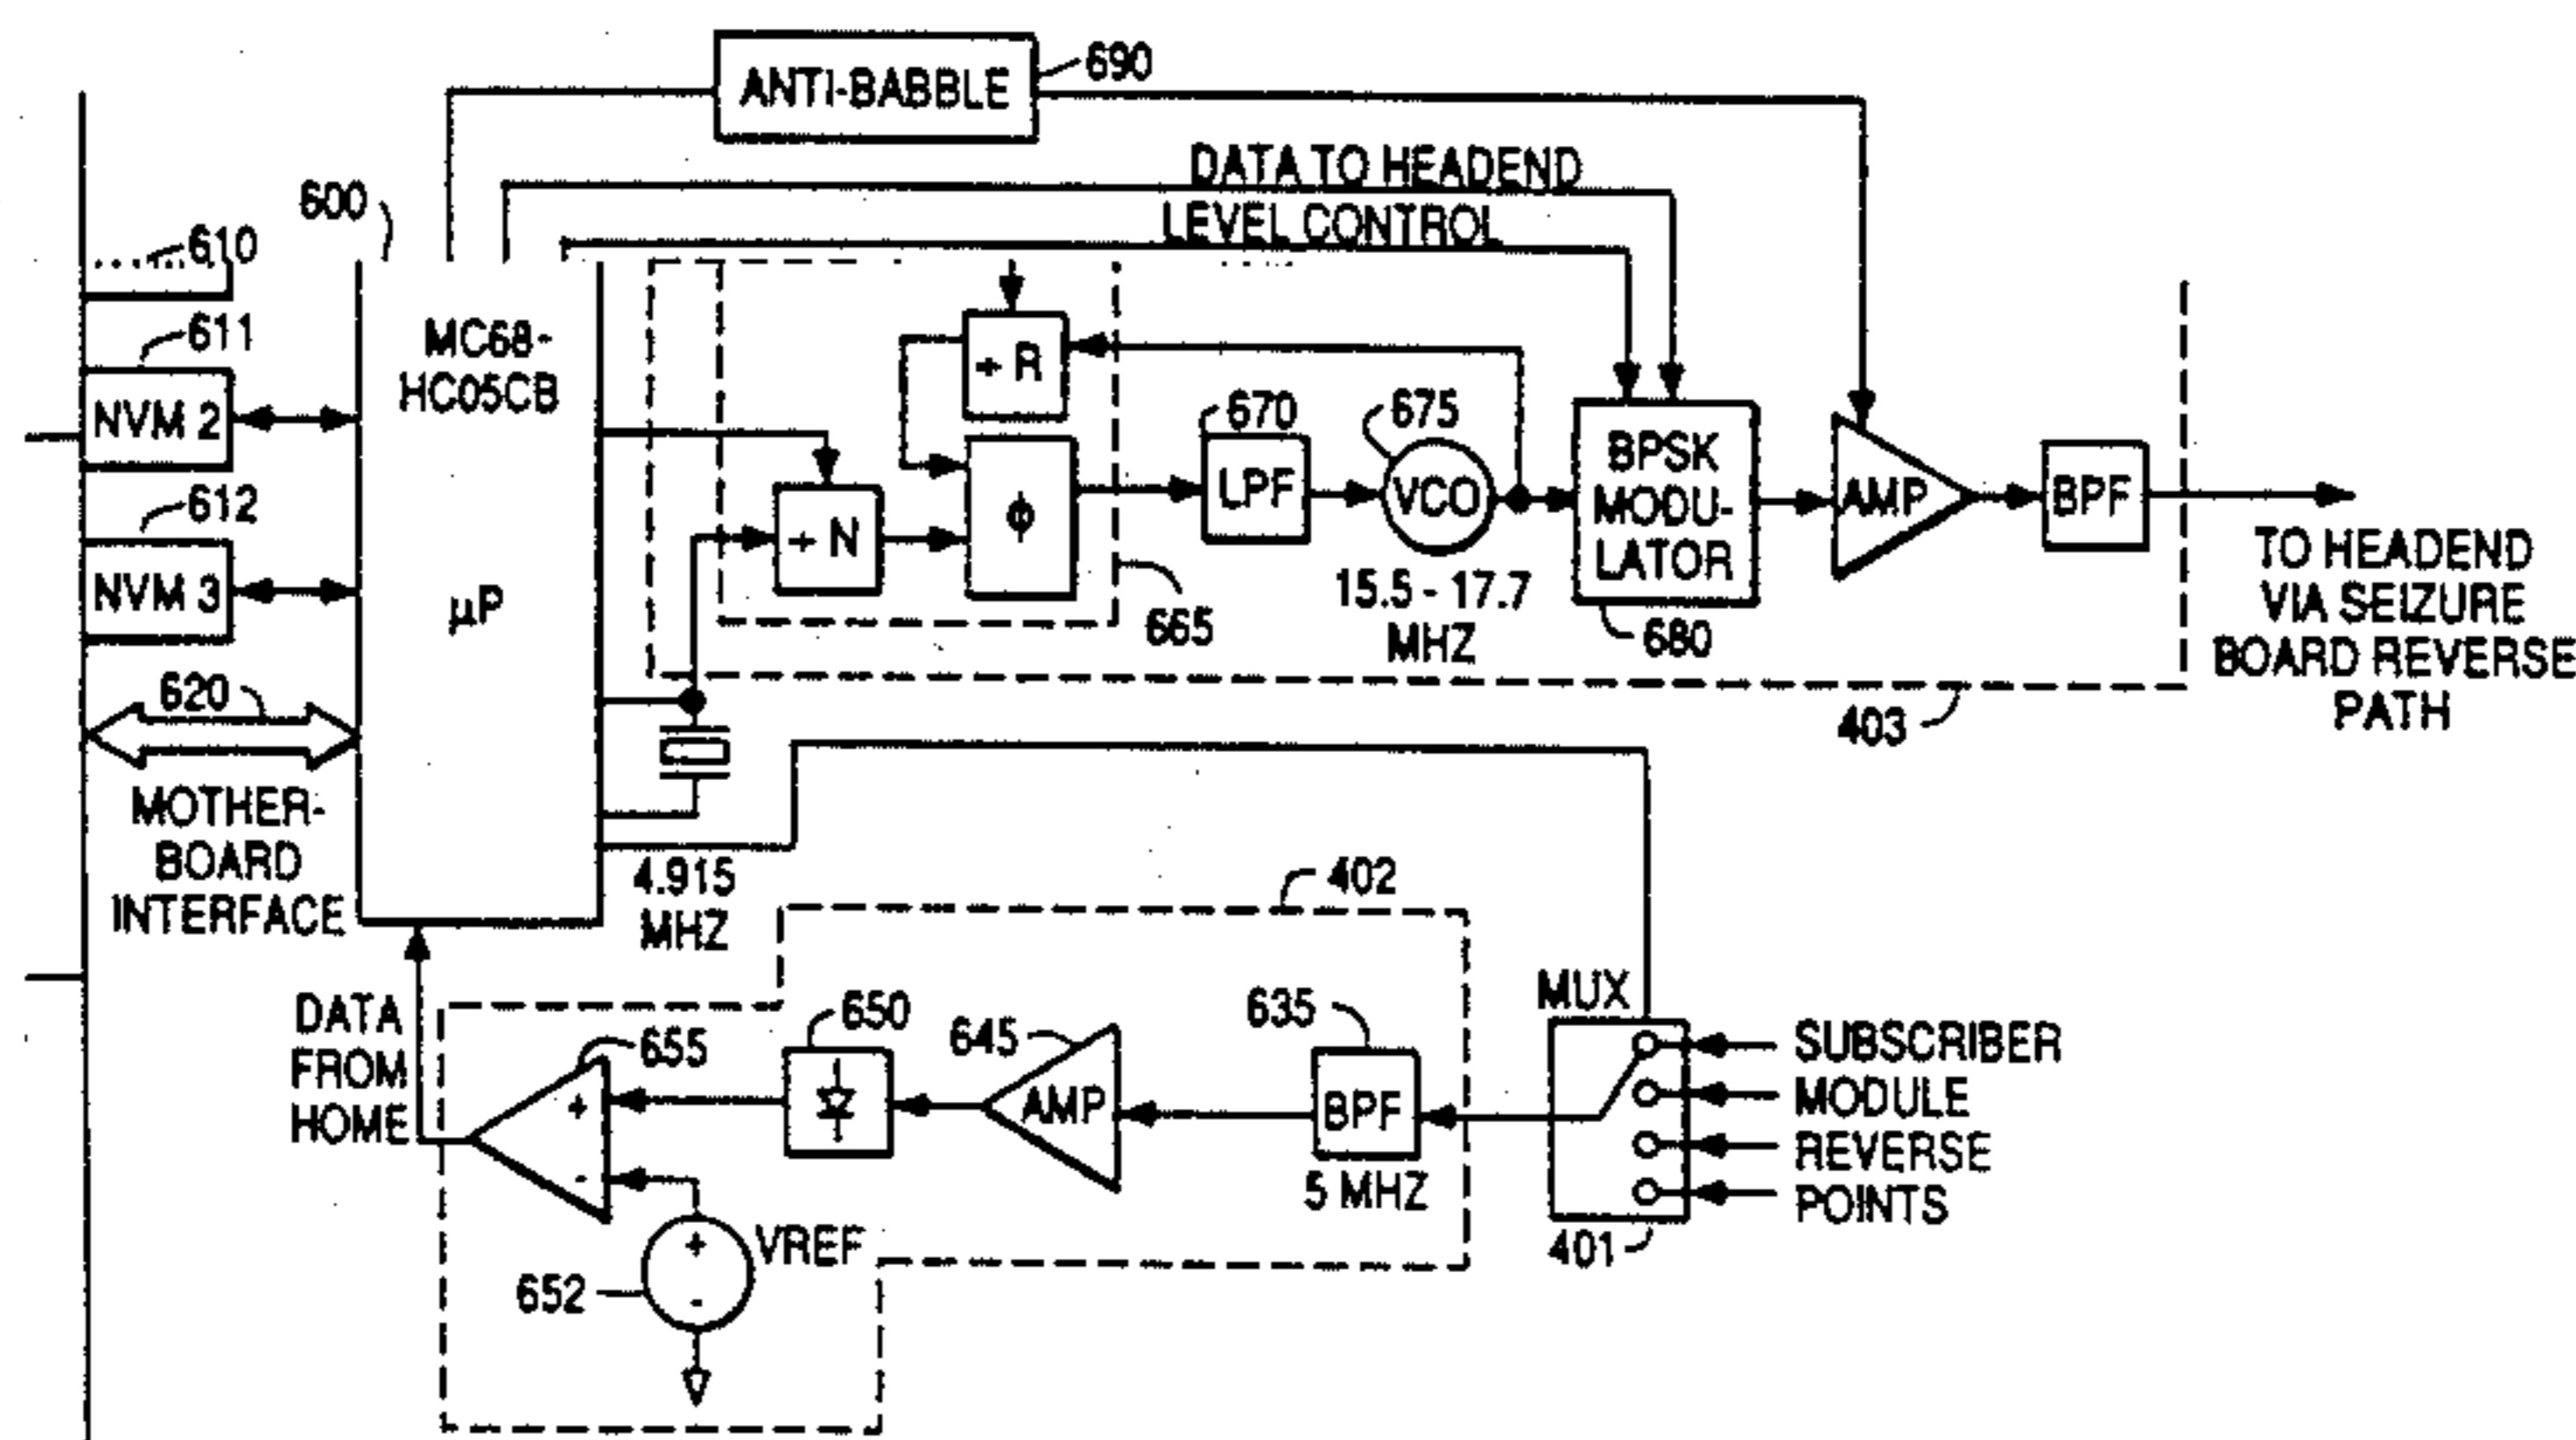 ANTI-BABBLE
690
DATA TO HEADEND
LEVEL CONTROL
600
610
611
NVM 2
612
NVM 3
620
MOTHER-
BOARD
INTERFACE
MC68-
HC05CB
µP
÷ R
÷ N
ϕ
665
670
LPF
675
VCO
15.5 - 17.7
MHZ
BPSK
MODU-
LATOR
680
AMP
BPF
TO HEADEND
VIA SEIZURE
BOARD REVERSE
PATH
403
4.915
MHZ
402
DATA
FROM
HOME
655
+
-
650
645
AMP
635
BPF
5 MHZ
MUX
SUBSCRIBER
MODULE
REVERSE
POINTS
401
652
+
-
VREF